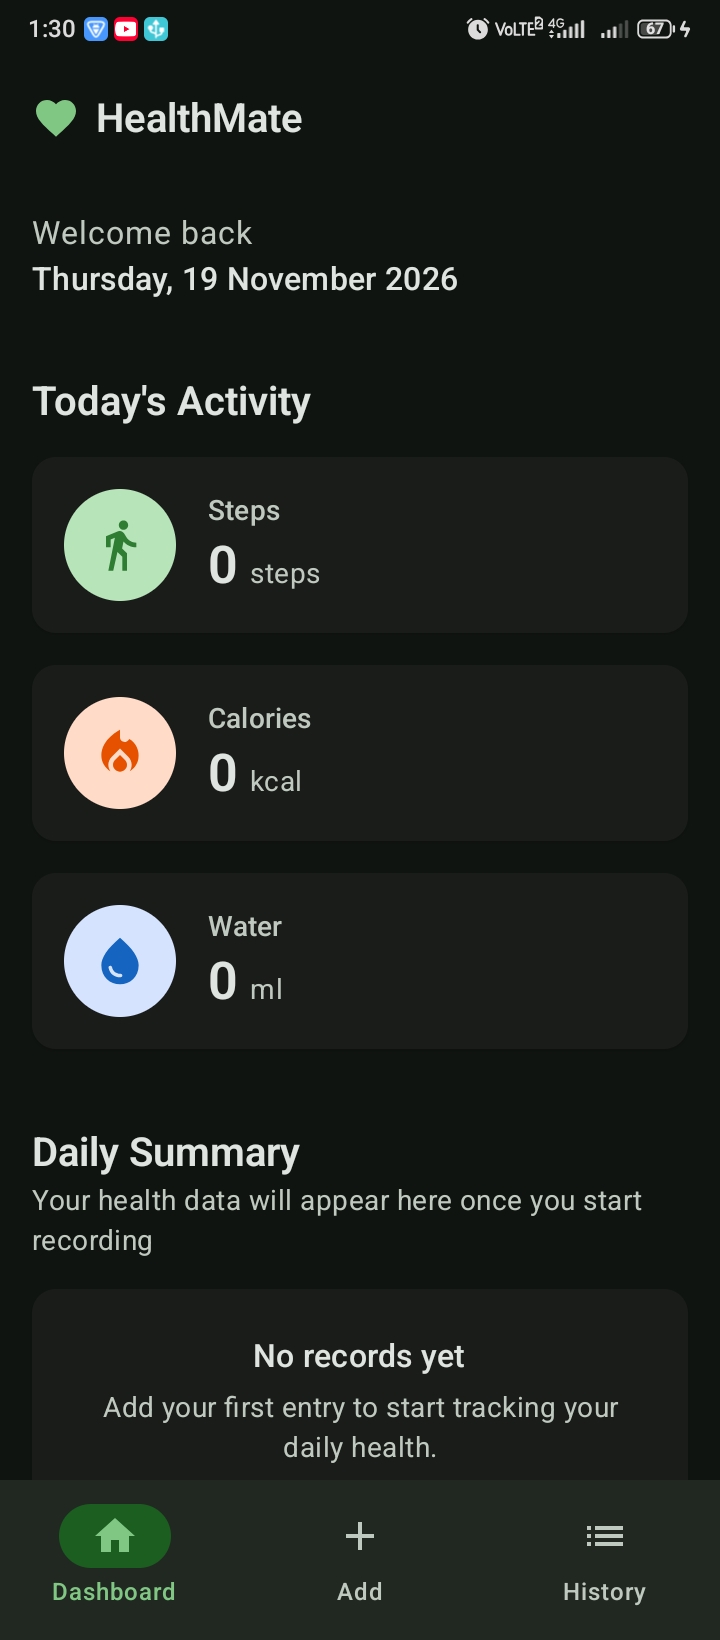 1:30
VoLTE2 4G 67
HealthMate
Welcome back
Thursday, 19 November 2026
Today's Activity
Steps
0 steps
Calories
0 kcal
Water
0 ml
Daily Summary
Your health data will appear here once you start
recording
No records yet
Add your first entry to start tracking your
daily health.
Dashboard
Add
History